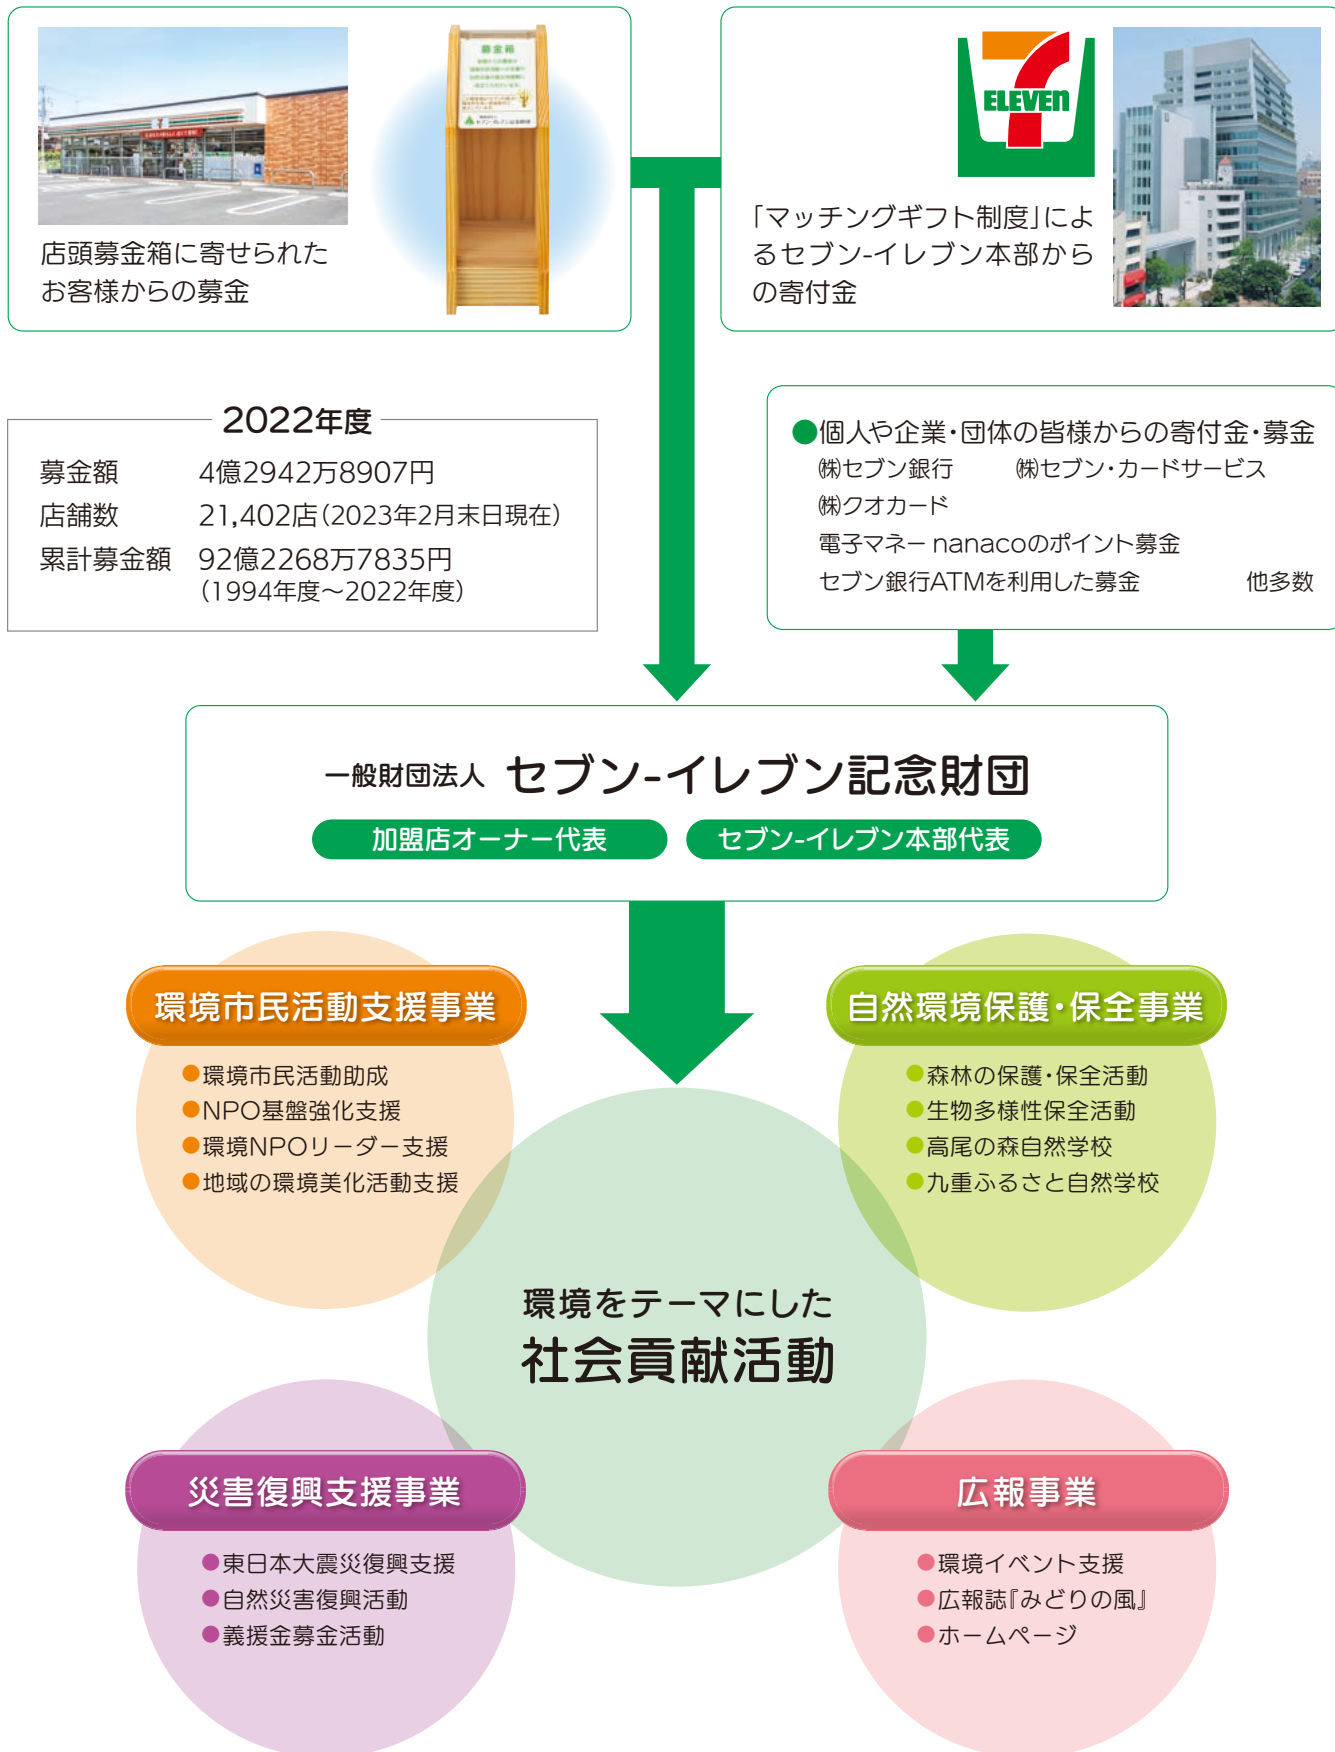 募金箱
セブン-イレブン記念財団
店頭募金箱に寄せられた
お客様からの募金
7
ELEVEn
「マッチングギフト制度」によ
るセブン-イレブン本部から
の寄付金
2022年度
募金額 4億2942万8907円
店舗数 21,402店(2023年2月末日現在)
累計募金額 92億2268万7835円
(1994年度〜2022年度)
●個人や企業・団体の皆様からの寄付金・募金
㈱セブン銀行 ㈱セブン・カードサービス
㈱クオカード
電子マネー nanacoのポイント募金
セブン銀行ATMを利用した募金 他多数
一般財団法人 セブン-イレブン記念財団
加盟店オーナー代表 セブン-イレブン本部代表
環境市民活動支援事業
●環境市民活動助成
●NPO基盤強化支援
●環境NPOリーダー支援
●地域の環境美化活動支援
自然環境保護・保全事業
●森林の保護・保全活動
●生物多様性保全活動
●高尾の森自然学校
●九重ふるさと自然学校
環境をテーマにした
社会貢献活動
災害復興支援事業
●東日本大震災復興支援
●自然災害復興活動
●義援金募金活動
広報事業
●環境イベント支援
●広報誌『みどりの風』
●ホームページ